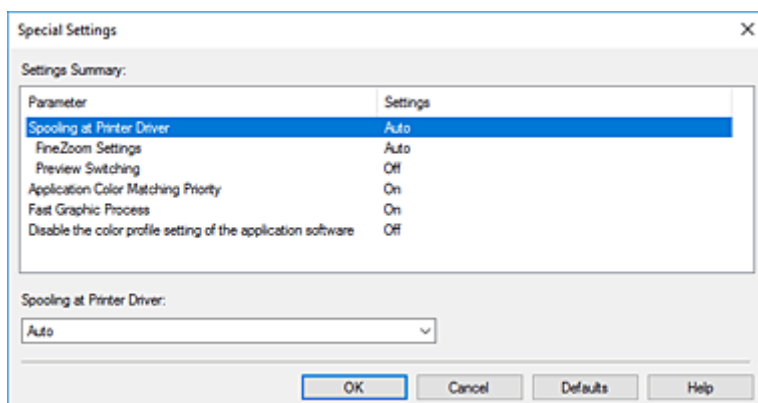 Special Settings
Settings Summary:
Parameter Settings
Spooling at Printer Driver Auto
FineZoom Settings Auto
Preview Switching Off
Application Color Matching Priority On
Fast Graphic Process On
Disable the color profile setting of the application software Off
Spooling at Printer Driver:
Auto
OK Cancel Defaults Help